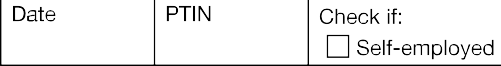 Date
PTIN
Check if:
Self-employed